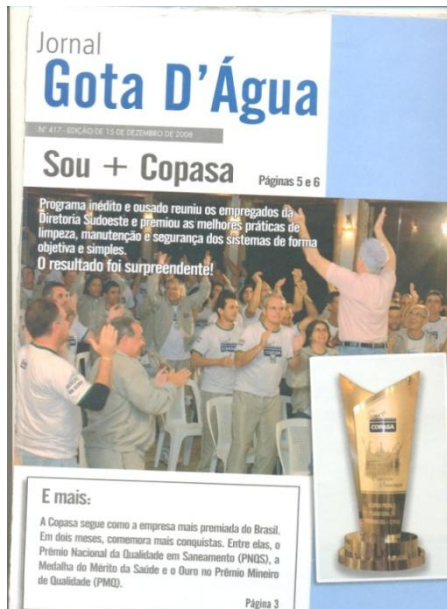 Jornal
Gota D'Água
Nº 417 - EDIÇÃO DE 15 DE DEZEMBRO DE 2008
Sou + Copasa
Páginas 5 e 6
Programa inédito e ousado reuniu os empregados da
Diretoria Sudoeste e premiou as melhores práticas de
limpeza, manutenção e segurança dos sistemas de forma
objetiva e simples.
O resultado foi surpreendente!
COPASA
E mais:
A Copasa segue como a empresa mais premiada do Brasil.
Em dois meses, comemora mais conquistas. Entre elas, o
Prêmio Nacional da Qualidade em Saneamento (PNQS), a
Medalha do Mérito da Saúde e o Ouro no Prêmio Mineiro
de Qualidade (PMQ).
Página 3